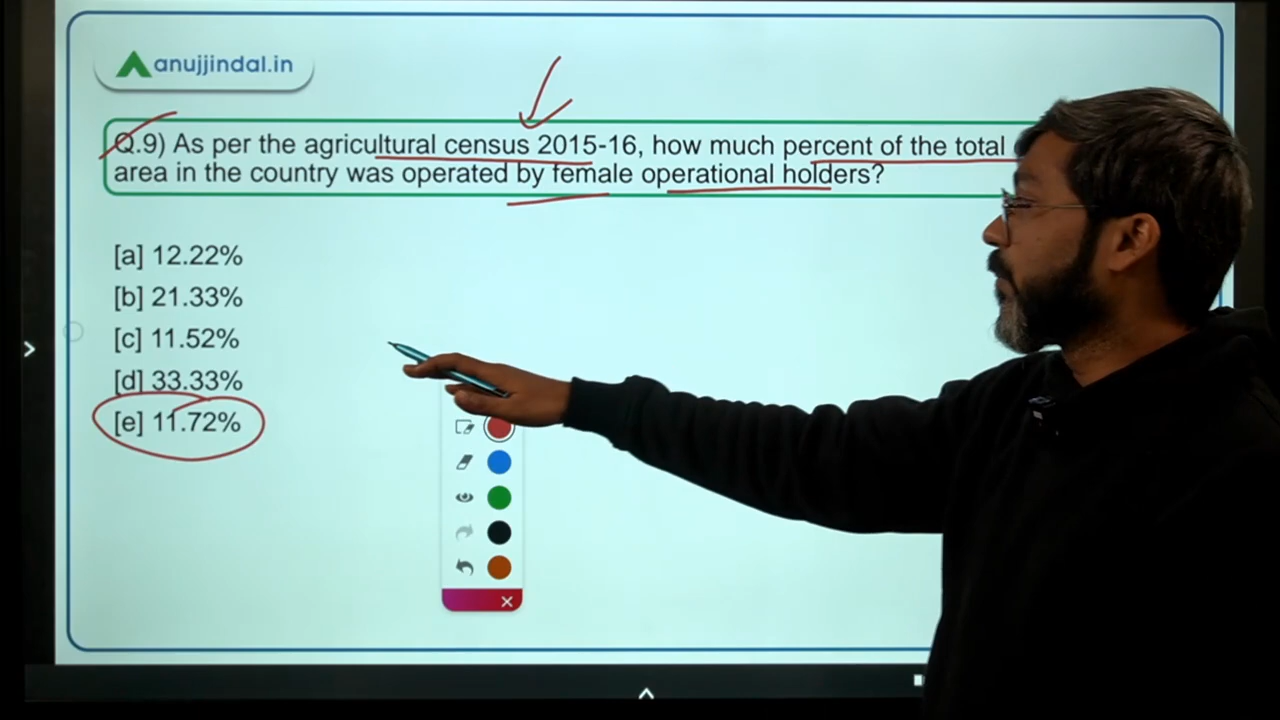 anujjindal.in
Q.9) As per the agricultural census 2015-16, how much percent of the total
area in the country was operated by female operational holders?
[a] 12.22%
[b] 21.33%
[c] 11.52%
[d] 33.33%
[e] 11.72%